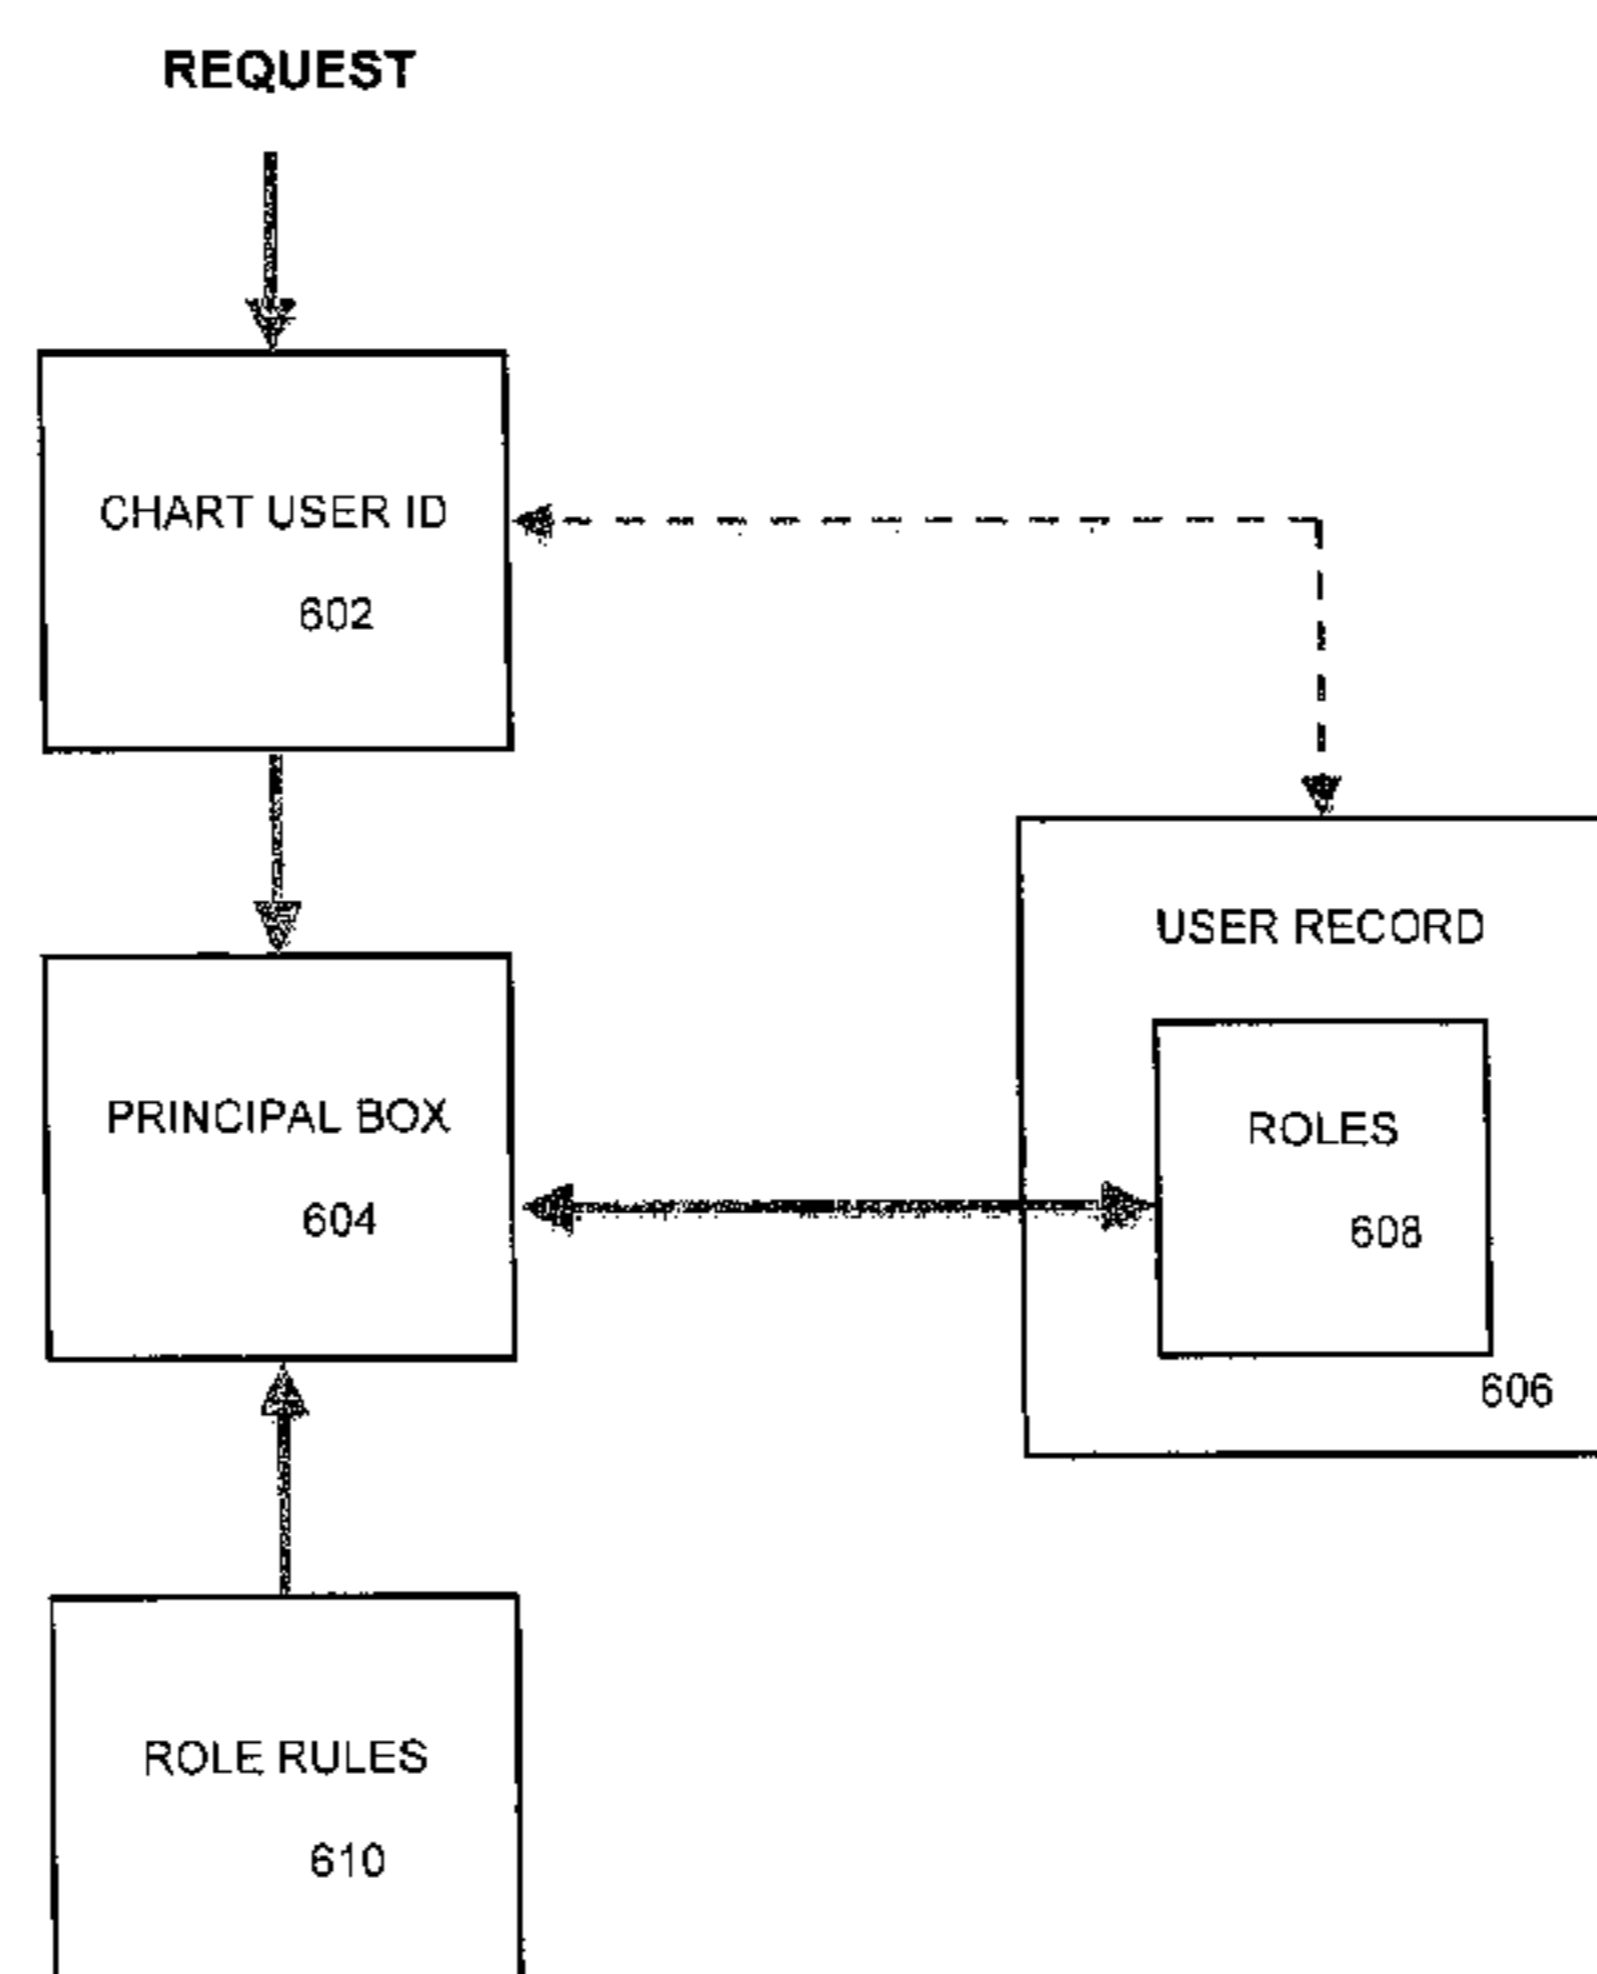 REQUEST
CHART USER ID
602
USER RECORD
PRINCIPAL BOX
604
ROLES
608
606
ROLE RULES
610